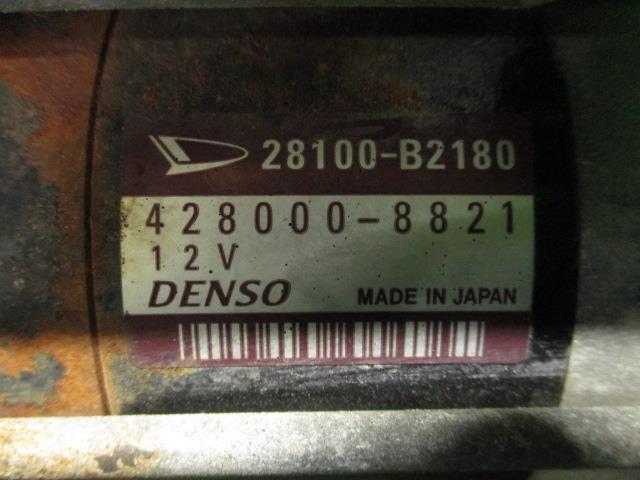 28100-B2180
428000-8821
12V
DENSO MADE IN JAPAN